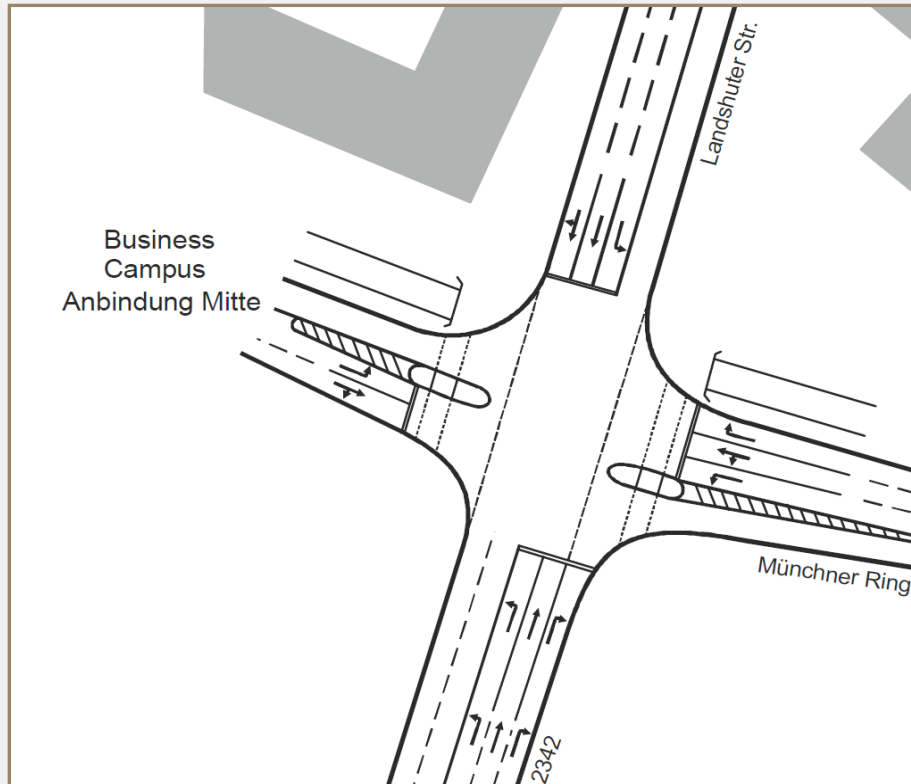 Landshuter Str.
Business
Campus
Anbindung Mitte
Münchner Ring
2342